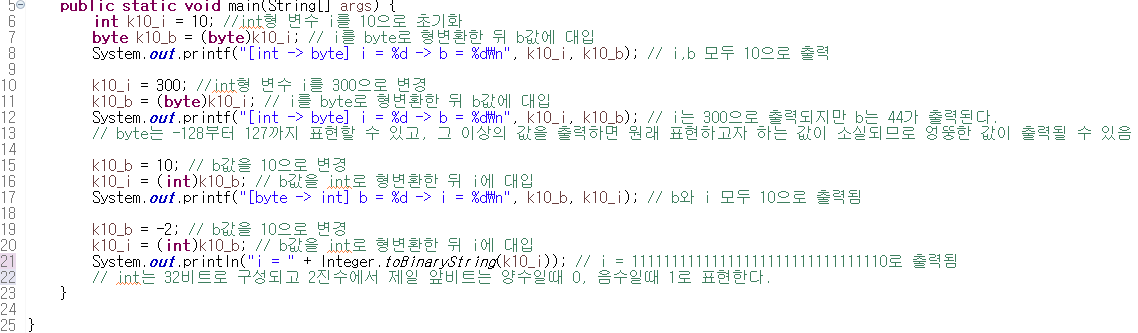 5 public static void main(String[] args) {
6 int k10_i = 10; //int형 변수 i를 10으로 초기화
7 byte k10_b = (byte)k10_i; // i를 byte로 형변환한 뒤 b값에 대입
8 System.out.printf("[int -> byte] i = %d -> b = %d₩n", k10_i, k10_b); // i,b 모두 10으로 출력
9
10 k10_i = 300; //int형 변수 i를 300으로 변경
11 k10_b = (byte)k10_i; // i를 byte로 형변환한 뒤 b값에 대입
12 System.out.printf("[int -> byte] i = %d -> b = %d₩n", k10_i, k10_b); // i는 300으로 출력되지만 b는 44가 출력된다.
13 // byte는 -128부터 127까지 표현할 수 있고, 그 이상의 값을 출력하면 원래 표현하고자 하는 값이 소실되므로 엉뚱한 값이 출력될 수 있음
14
15 k10_b = 10; // b값을 10으로 변경
16 k10_i = (int)k10_b; // b값을 int로 형변환한 뒤 i에 대입
17 System.out.printf("[byte -> int] b = %d -> i = %d₩n", k10_b, k10_i); // b와 i 모두 10으로 출력됨
18
19 k10_b = -2; // b값을 10으로 변경
20 k10_i = (int)k10_b; // b값을 int로 형변환한 뒤 i에 대입
21 System.out.println("i = " + Integer.toBinaryString(k10_i)); // i = 11111111111111111111111111111110로 출력됨
22 // int는 32비트로 구성되고 2진수에서 제일 앞비트는 양수일때 0, 음수일때 1로 표현한다.
23 }
24
25 }